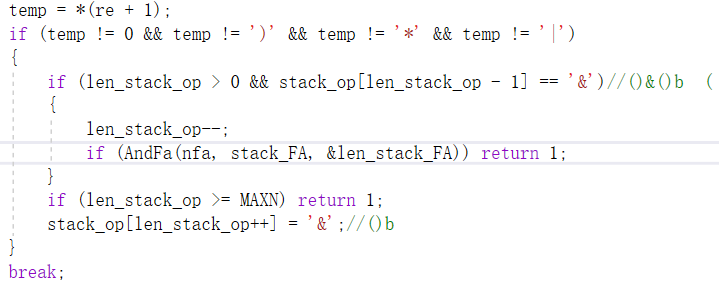 temp = *(re + 1);
if (temp != 0 && temp != ')' && temp != '*' && temp != '|')
{
    if (len_stack_op > 0 && stack_op[len_stack_op - 1] == '&')//()&()b  (
    {
        len_stack_op--;
        if (AndFa(nfa, stack_FA, &len_stack_FA)) return 1;
    }
    if (len_stack_op >= MAXN) return 1;
    stack_op[len_stack_op++] = '&';//()b
}
break;